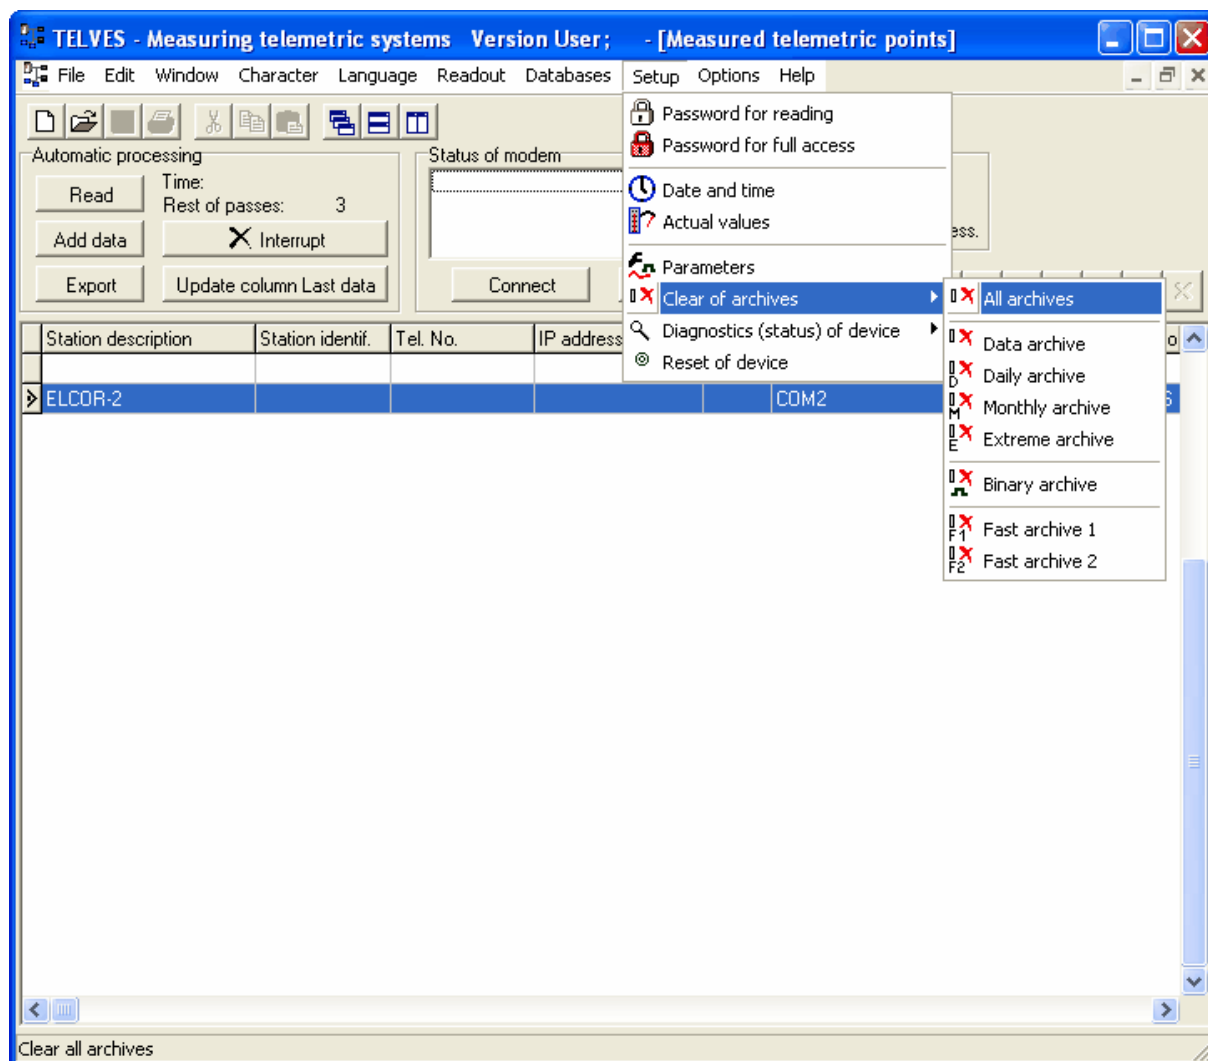 TELVES - Measuring telemetric systems Version User; - [Measured telemetric points]
File Edit Window Character Language Readout Databases Setup Options Help
Automatic processing
Read
Time:
Rest of passes: 3
Add data
Interrupt
Export
Update column Last data
Status of modem
Connect
ess.
Password for reading
Password for full access
Date and time
Actual values
Parameters
Clear of archives
Diagnostics (status) of device
Reset of device
All archives
Data archive
D Daily archive
M Monthly archive
E Extreme archive
Binary archive
F1 Fast archive 1
F2 Fast archive 2
Station description Station identif. Tel. No. IP address o
ELCOR-2 COM2
Clear all archives